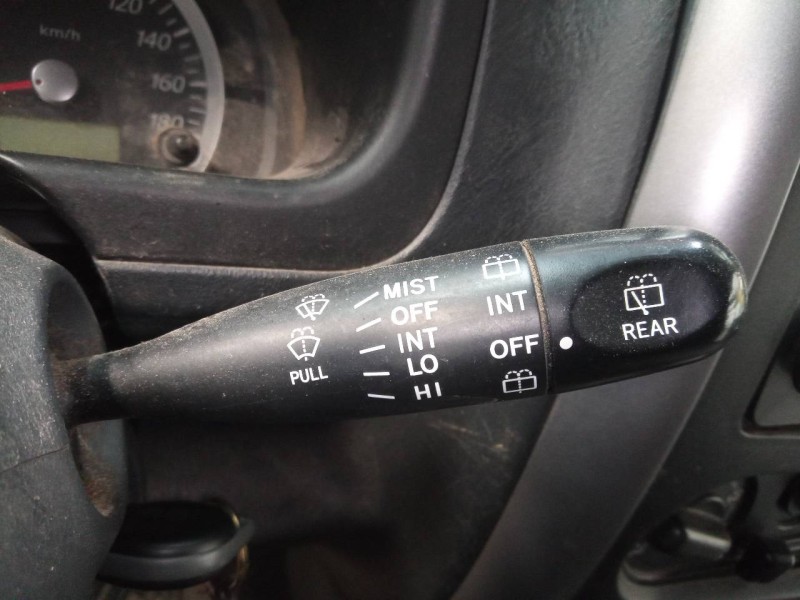 120
km/h
140
160
180
MIST
OFF
INT
LO
HI
PULL
INT
OFF
REAR